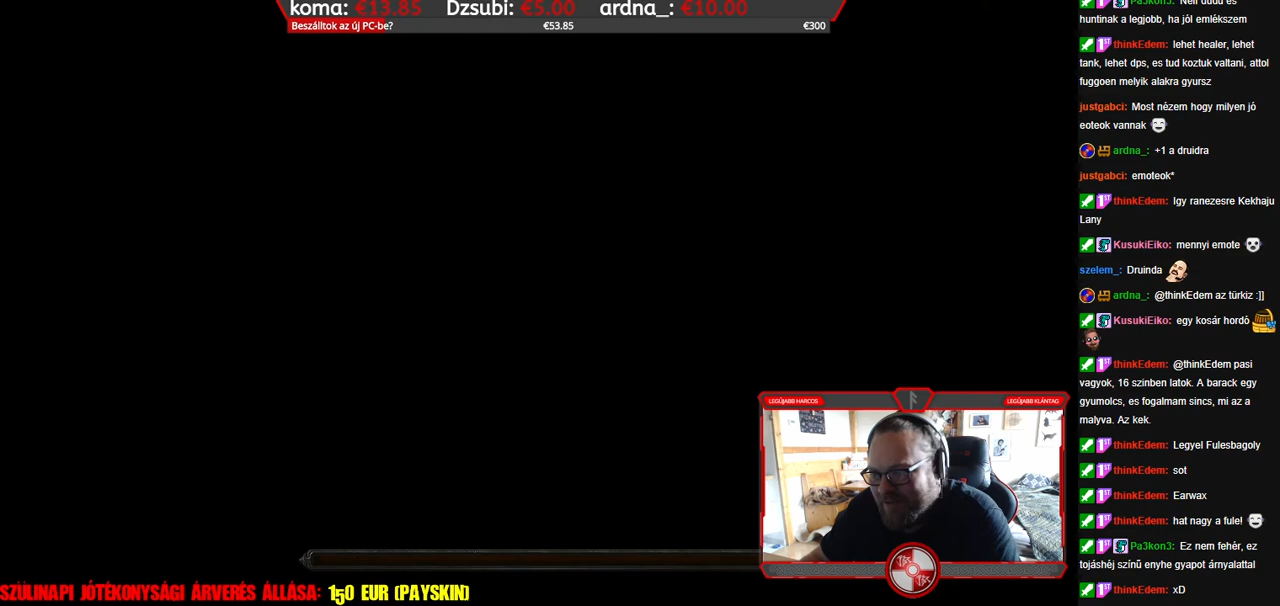 koma: €13.85 Dzsubi: €5.00 ardna_: €10.00
Beszálltok az új PC-be? €53.85 €300
huntinak a legjobb, ha jól emlékszem
thinkEdem: lehet healer, lehet
tank, lehet dps, es tud koztuk valtani, attol
fuggoen melyik alakra gyursz
justgabci: Most nézem hogy milyen jó
eoteok vannak
ardna_: +1 a druidra
justgabci: emoteok*
thinkEdem: Igy ranezesre Kekhaju
Lany
KusukiEiko: mennyi emote
szelem_: Druinda
ardna_: @thinkEdem az türkiz :]]
KusukiEiko: egy kosár hordó
thinkEdem: @thinkEdem pasi
vagyok, 16 szinben latok. A barack egy
gyumolcs, es fogalmam sincs, mi az a
malyva. Az kek.
thinkEdem: Legyel Fulesbagoly
thinkEdem: sot
thinkEdem: Earwax
thinkEdem: hat nagy a fule!
Pa3kon3: Ez nem fehér, ez
tojáshéj színű enyhe gyapot árnyalattal
thinkEdem: xD
LEGÚJABB HARCOS LEGÚJABB KLÁNTAG
SZÜLINAPI JÓTÉKONYSÁGI ÁRVERÉS ÁLLÁSA: 150 EUR (PAYSKIN)